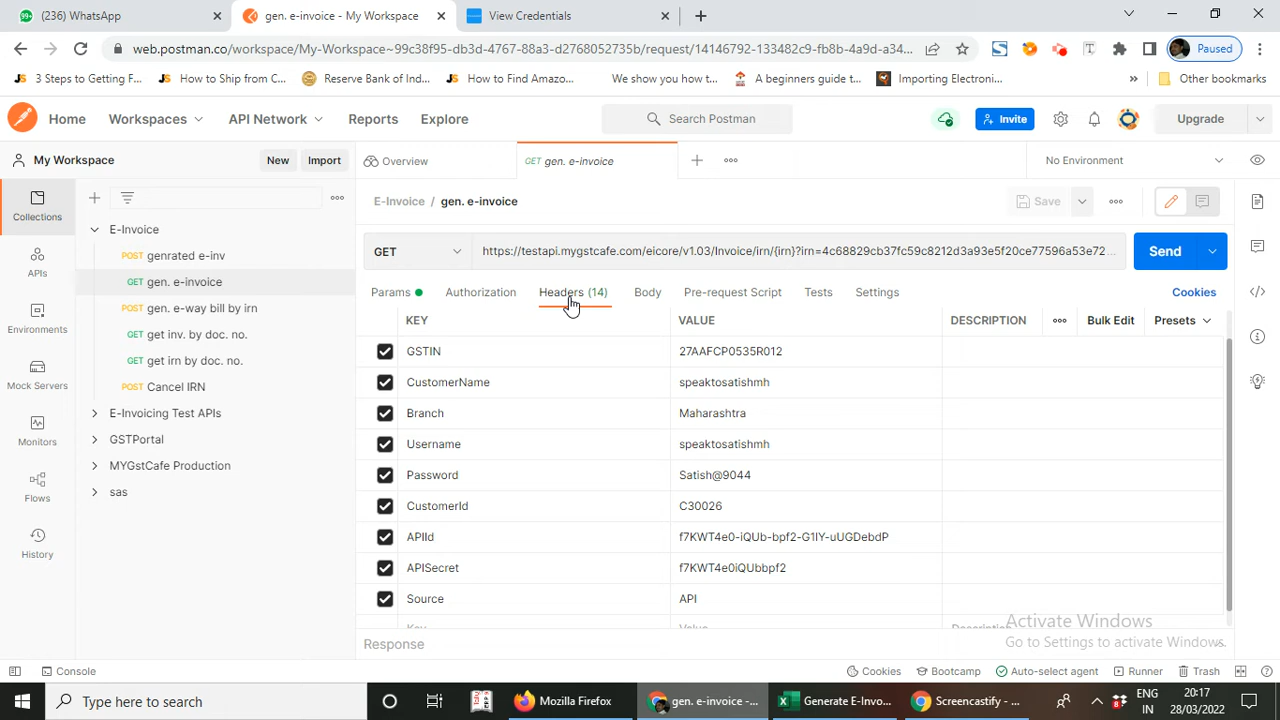 (236) WhatsApp
gen. e-invoice - My Workspace
View Credentials
web.postman.co/workspace/My-Workspace~99c38f95-db3d-4767-88a3-d2768052735b/request/14146792-133482c9-fb8b-4a9d-a34...
Paused
3 Steps to Getting F...
How to Ship from C...
Reserve Bank of Ind...
How to Find Amazo...
We show you how t...
A beginners guide t...
Importing Electroni...
Other bookmarks
Home
Workspaces
API Network
Reports
Explore
Search Postman
Invite
Upgrade
My Workspace
New
Import
Overview
GET gen. e-invoice
No Environment
Collections
E-Invoice / gen. e-invoice
Save
E-Invoice
POST genrated e-inv
GET gen. e-invoice
POST gen. e-way bill by irn
GET get inv. by doc. no.
GET get irn by doc. no.
POST Cancel IRN
E-Invoicing Test APIs
GSTPortal
MYGstCafe Production
sas
APIs
Environments
Mock Servers
Monitors
Flows
History
GET
https://testapi.mygstcafe.com/eicore/v1.03/Invoice/irn/{irn}?irn=4c68829cb37fc59c8212d3a93e5f20ce77596a53e72...
Send
Params
Authorization
Headers (14)
Body
Pre-request Script
Tests
Settings
Cookies
KEY VALUE DESCRIPTION
Bulk Edit
Presets
GSTIN 27AAFCP0535R012
CustomerName speaktosatishmh
Branch Maharashtra
Username speaktosatishmh
Password Satish@9044
CustomerId C30026
APIId f7KWT4e0-iQUb-bpf2-G1IY-uUGDebdP
APISecret f7KWT4e0iQUbbpf2
Source API
Key Value Description
Activate Windows
Go to Settings to activate Windows.
Response
Console
Cookies
Bootcamp
Auto-select agent
Runner
Trash
Type here to search
Mozilla Firefox
gen. e-invoice -...
Generate E-Invo...
Screencastify - ...
ENG
IN
20:17
28/03/2022